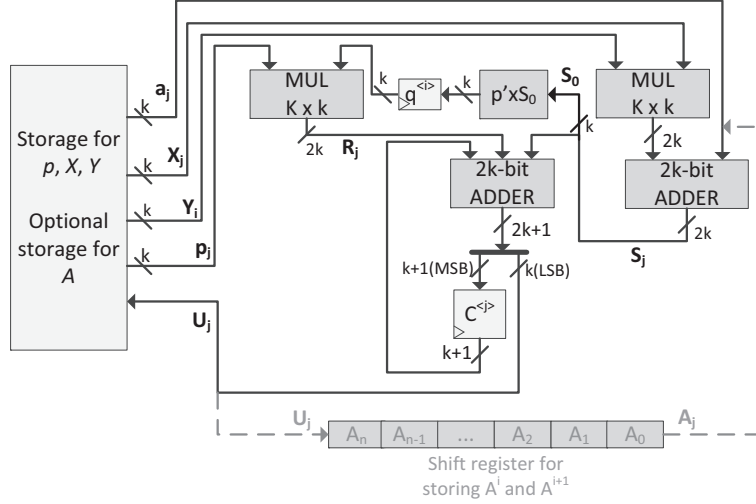 Storage for
p, X, Y
Optional
storage for
A
k
a_j
k
X_j
k
Y_i
k
p_j
U_j
MUL
K x k
2k
R_j
k
q^<i>
k
p'xS_0
S_0
k
MUL
K x k
2k
2k-bit
ADDER
2k+1
2k-bit
ADDER
2k
S_j
k+1(MSB)
k(LSB)
C^<j>
k+1
U_j
A_n
A_n-1
...
A_2
A_1
A_0
A_j
Shift register for
storing A^i and A^i+1